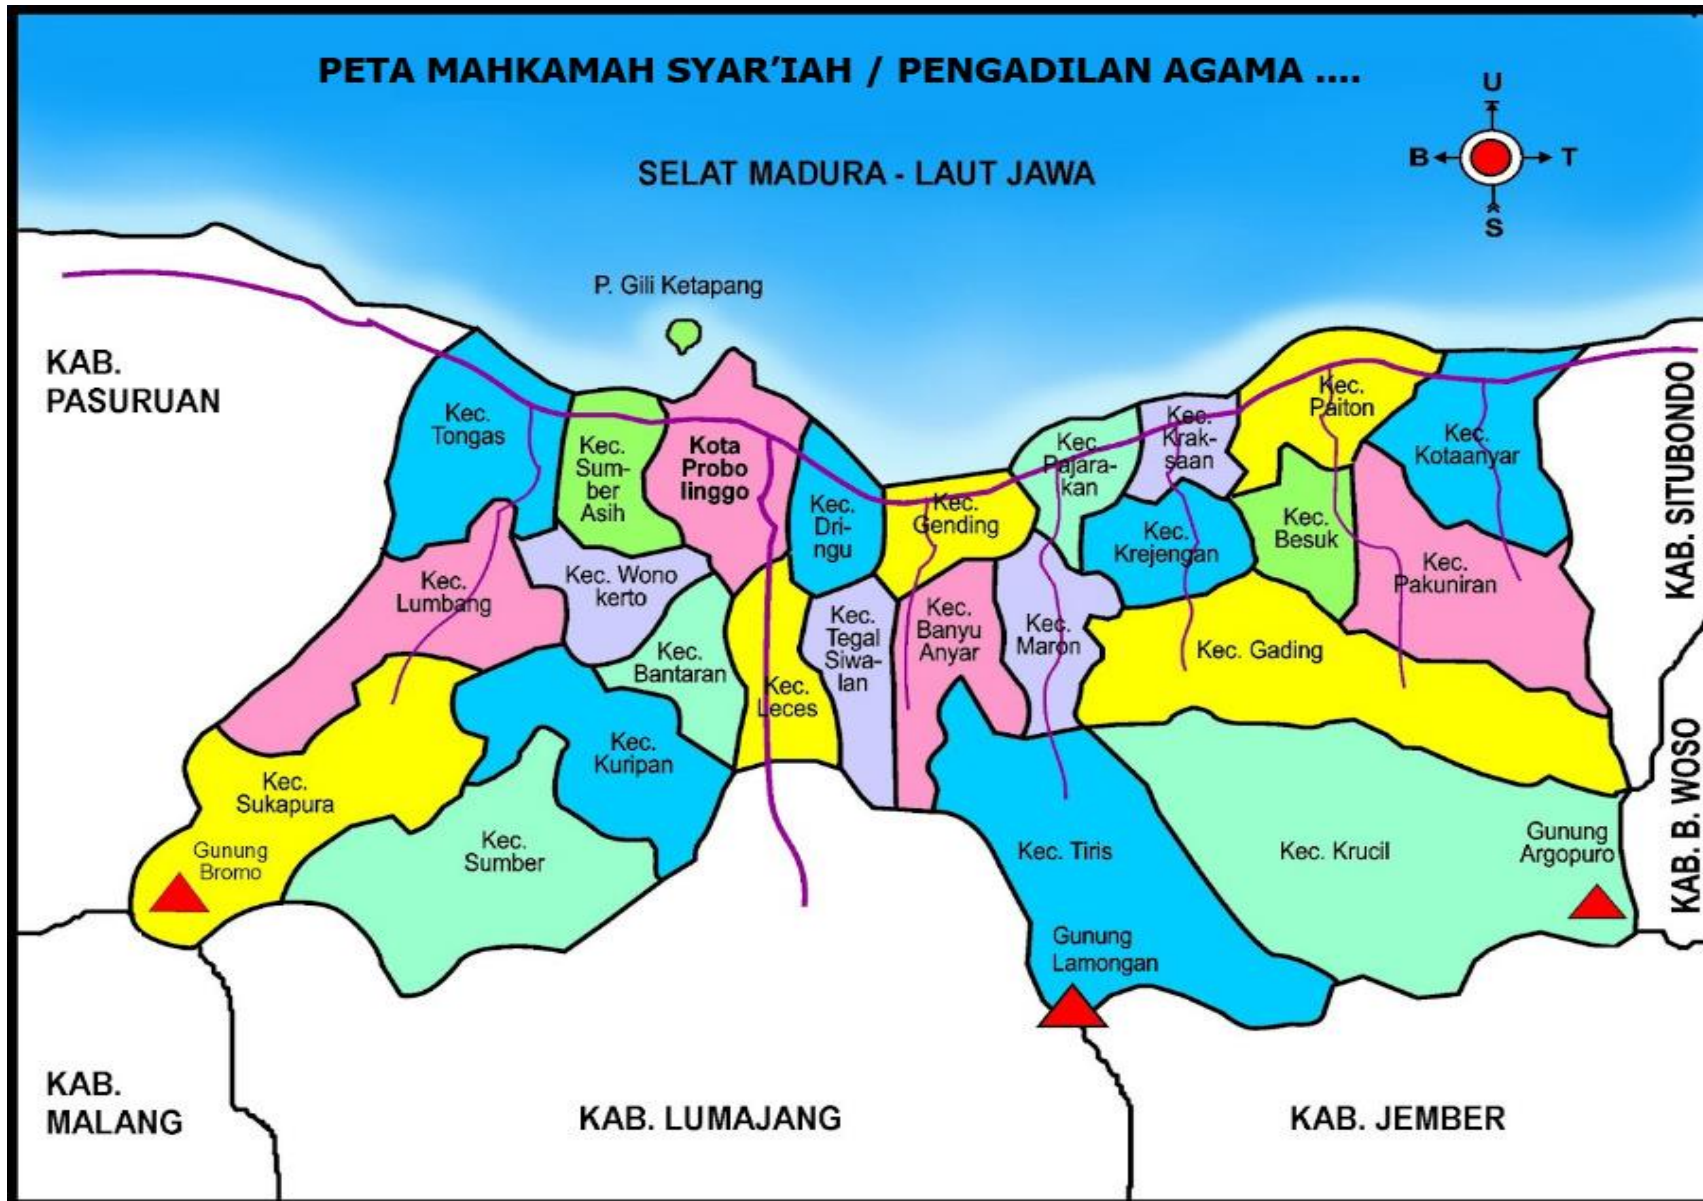 PETA MAHKAMAH SYAR’IAH / PENGADILAN AGAMA ....
U
B
T
S
SELAT MADURA - LAUT JAWA
P. Gili Ketapang
KAB.
PASURUAN
Kec.
Tongas
Kec.
Sum-
ber
Asih
Kota
Probo
linggo
Kec.
Dri-
ngu
Kec.
Gending
Kec.
Pajara-
kan
Kec.
Krak-
saan
Kec.
Paiton
Kec.
Kotaanyar
KAB. SITUBONDO
Kec.
Lumbang
Kec. Wono
kerto
Kec.
Bantaran
Kec.
Leces
Kec.
Tegal
Siwa-
lan
Kec.
Banyu
Anyar
Kec.
Maron
Kec.
Krejengan
Kec.
Besuk
Kec.
Pakuniran
Kec. Gading
Kec.
Sukapura
Gunung
Bromo
Kec.
Sumber
Kec.
Kuripan
Kec. Tiris
Gunung
Lamongan
Kec. Krucil
Gunung
Argopuro
KAB. B. WOSO
KAB.
MALANG
KAB. LUMAJANG
KAB. JEMBER